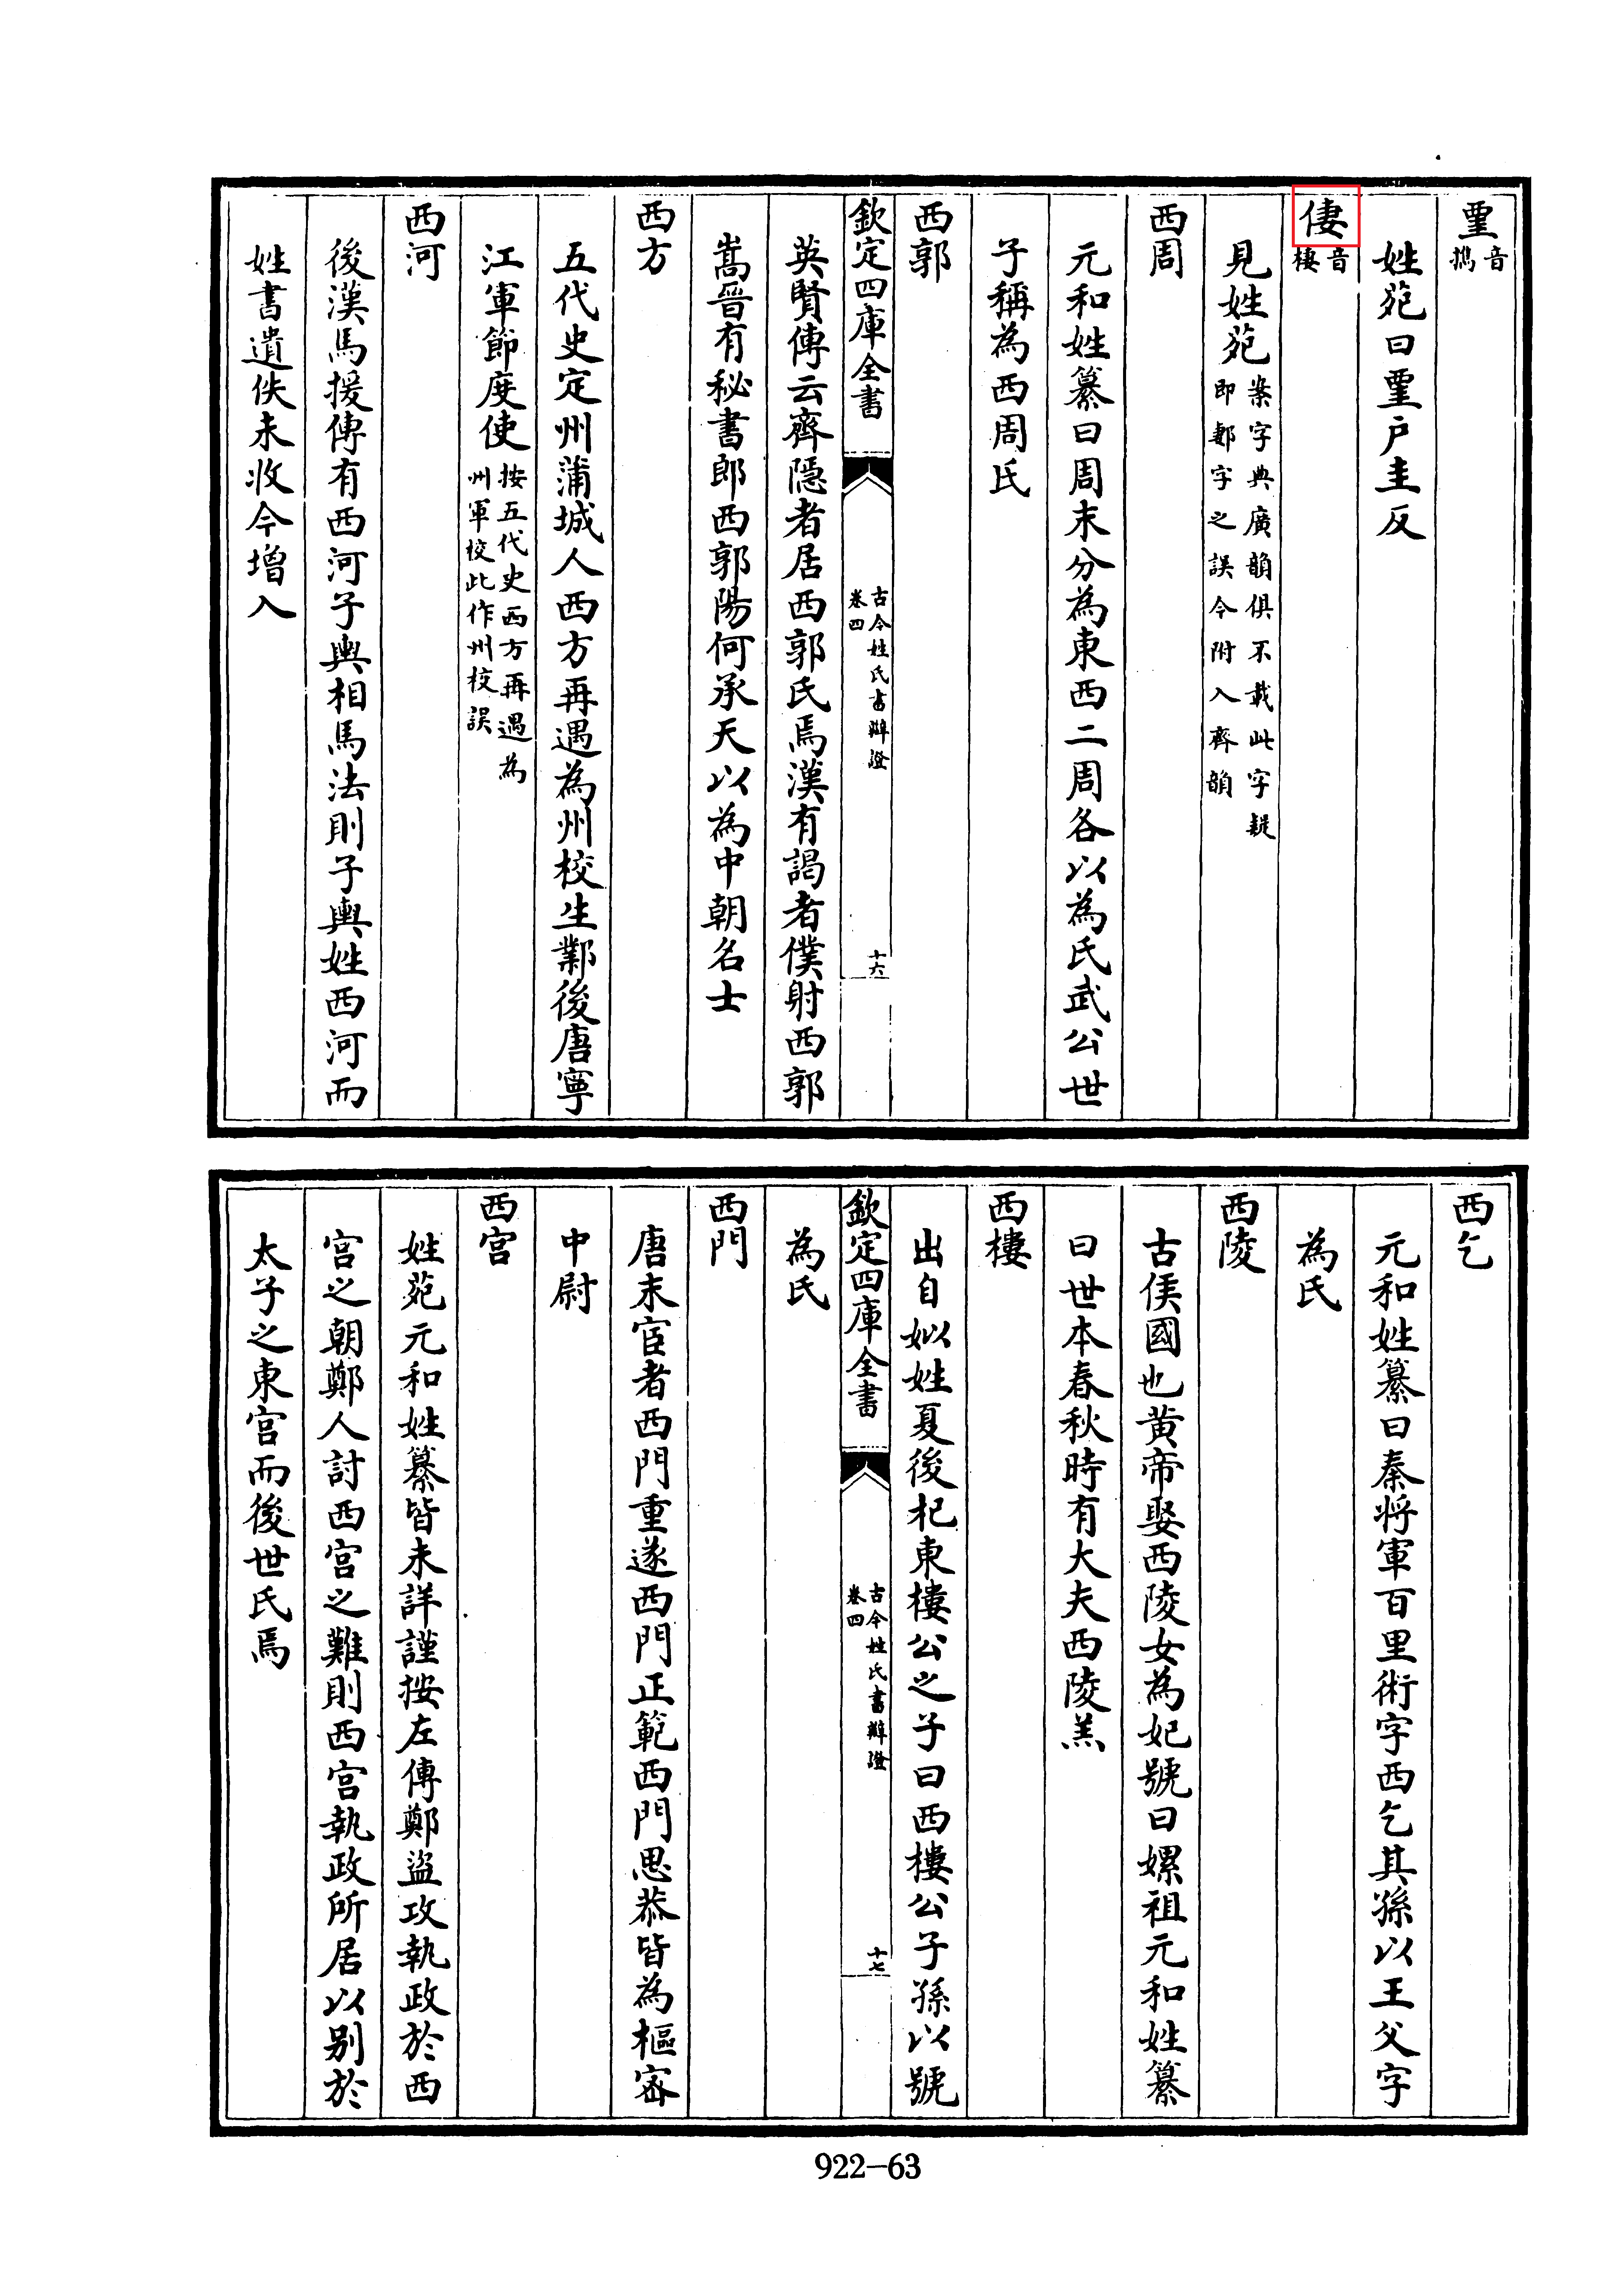 音攜
姓苑曰戶圭反
音棲
見姓苑案字典廣韻俱不載此字疑即郪字之誤今附入齊韻
西周
元和姓纂曰周末分為東西二周各以為氏武公世
子稱為西周氏
西郭
欽定四庫全書 古今姓氏書辯證卷四 十六
英賢傳云齊隱者居西郭氏焉漢有謁者僕射西郭
嵩晉有秘書郎西郭陽何承天以為中朝名士
西方
五代史定州蒲城人西方再遇為州校生鄴後唐寧
江軍節度使按五代史西方再遇為州軍校此作州校誤
西河
後漢馬援傳有西河子輿相馬法則子輿姓西河而
姓書遺佚未收今增入
西乞
元和姓纂曰秦將軍百里術字西乞其孫以王父字
為氏
西陵
古侯國也黃帝娶西陵女為妃號曰嫘祖元和姓纂
曰世本春秋時有大夫西陵羔
西樓
出自姒姓夏後杞東樓公之子曰西樓公子孫以號
欽定四庫全書 古今姓氏書辯證卷四 十七
為氏
西門
唐末宦者西門重遂西門正範西門思恭皆為樞密
中尉
西宮
姓苑元和姓纂皆未詳謹按左傳鄭盜攻執政於西
宮之朝鄭人討西宮之難則西宮執政所居以别於
太子之東宮而後世氏焉
922-63